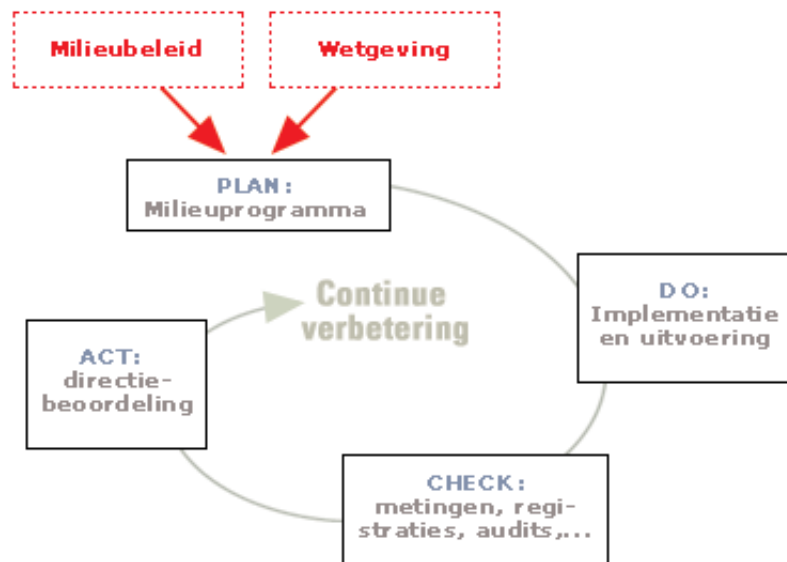 Milieubeleid
Wetgeving
PLAN:
Milieuprogramma
DO:
Implementatie
en uitvoering
Continue
verbetering
ACT:
directie-
beoordeling
CHECK:
metingen, regi-
straties, audits,...